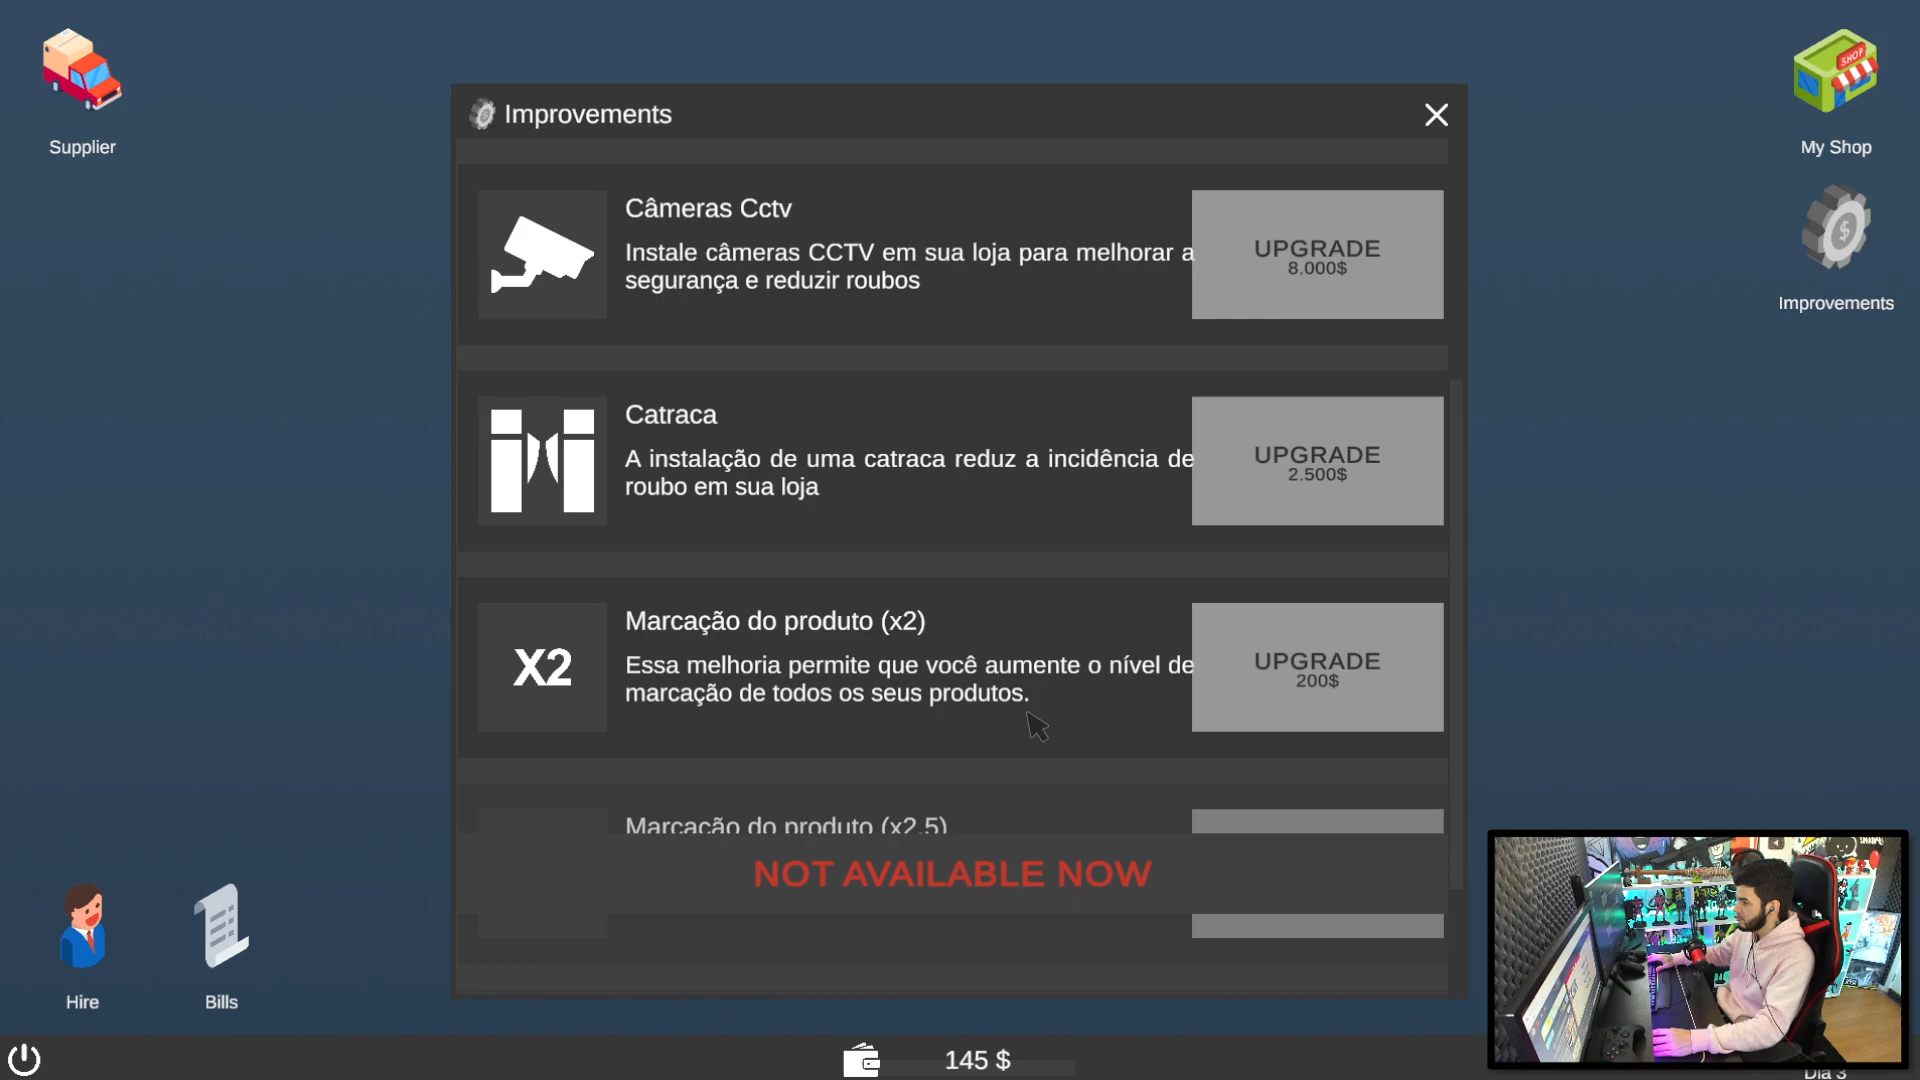 Supplier
My Shop
Improvements
Hire
Bills
Improvements
Câmeras Cctv
Instale câmeras CCTV em sua loja para melhorar a
segurança e reduzir roubos
UPGRADE
8.000$
Catraca
A instalação de uma catraca reduz a incidência de
roubo em sua loja
UPGRADE
2.500$
X2
Marcação do produto (x2)
Essa melhoria permite que você aumente o nível de
marcação de todos os seus produtos.
UPGRADE
200$
Marcação do produto (x2.5)
NOT AVAILABLE NOW
145 $
Dia 3
SHOP